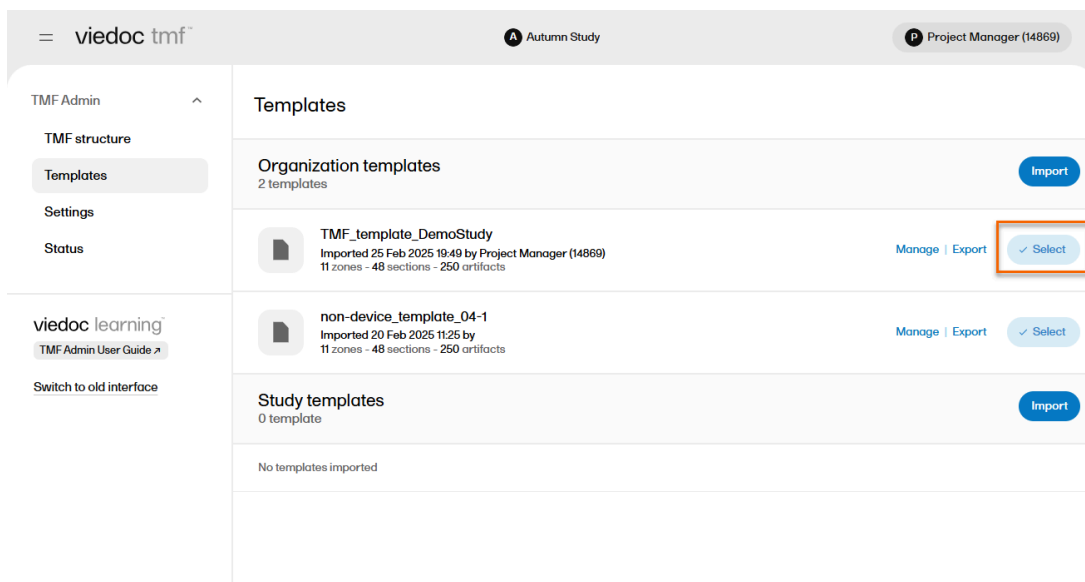 viedoc tmf™
A Autumn Study
P Project Manager (14869)
TMF Admin
TMF structure
Templates
Settings
Status
viedoc learning™
TMF Admin User Guide ↗
Switch to old interface
Templates
Organization templates
2 templates
Import
TMF_template_DemoStudy
Imported 25 Feb 2025 19:49 by Project Manager (14869)
11 zones - 48 sections - 250 artifacts
Manage | Export ✓ Select
non-device_template_04-1
Imported 20 Feb 2025 11:25 by
11 zones - 48 sections - 250 artifacts
Manage | Export ✓ Select
Study templates
0 template
Import
No templates imported